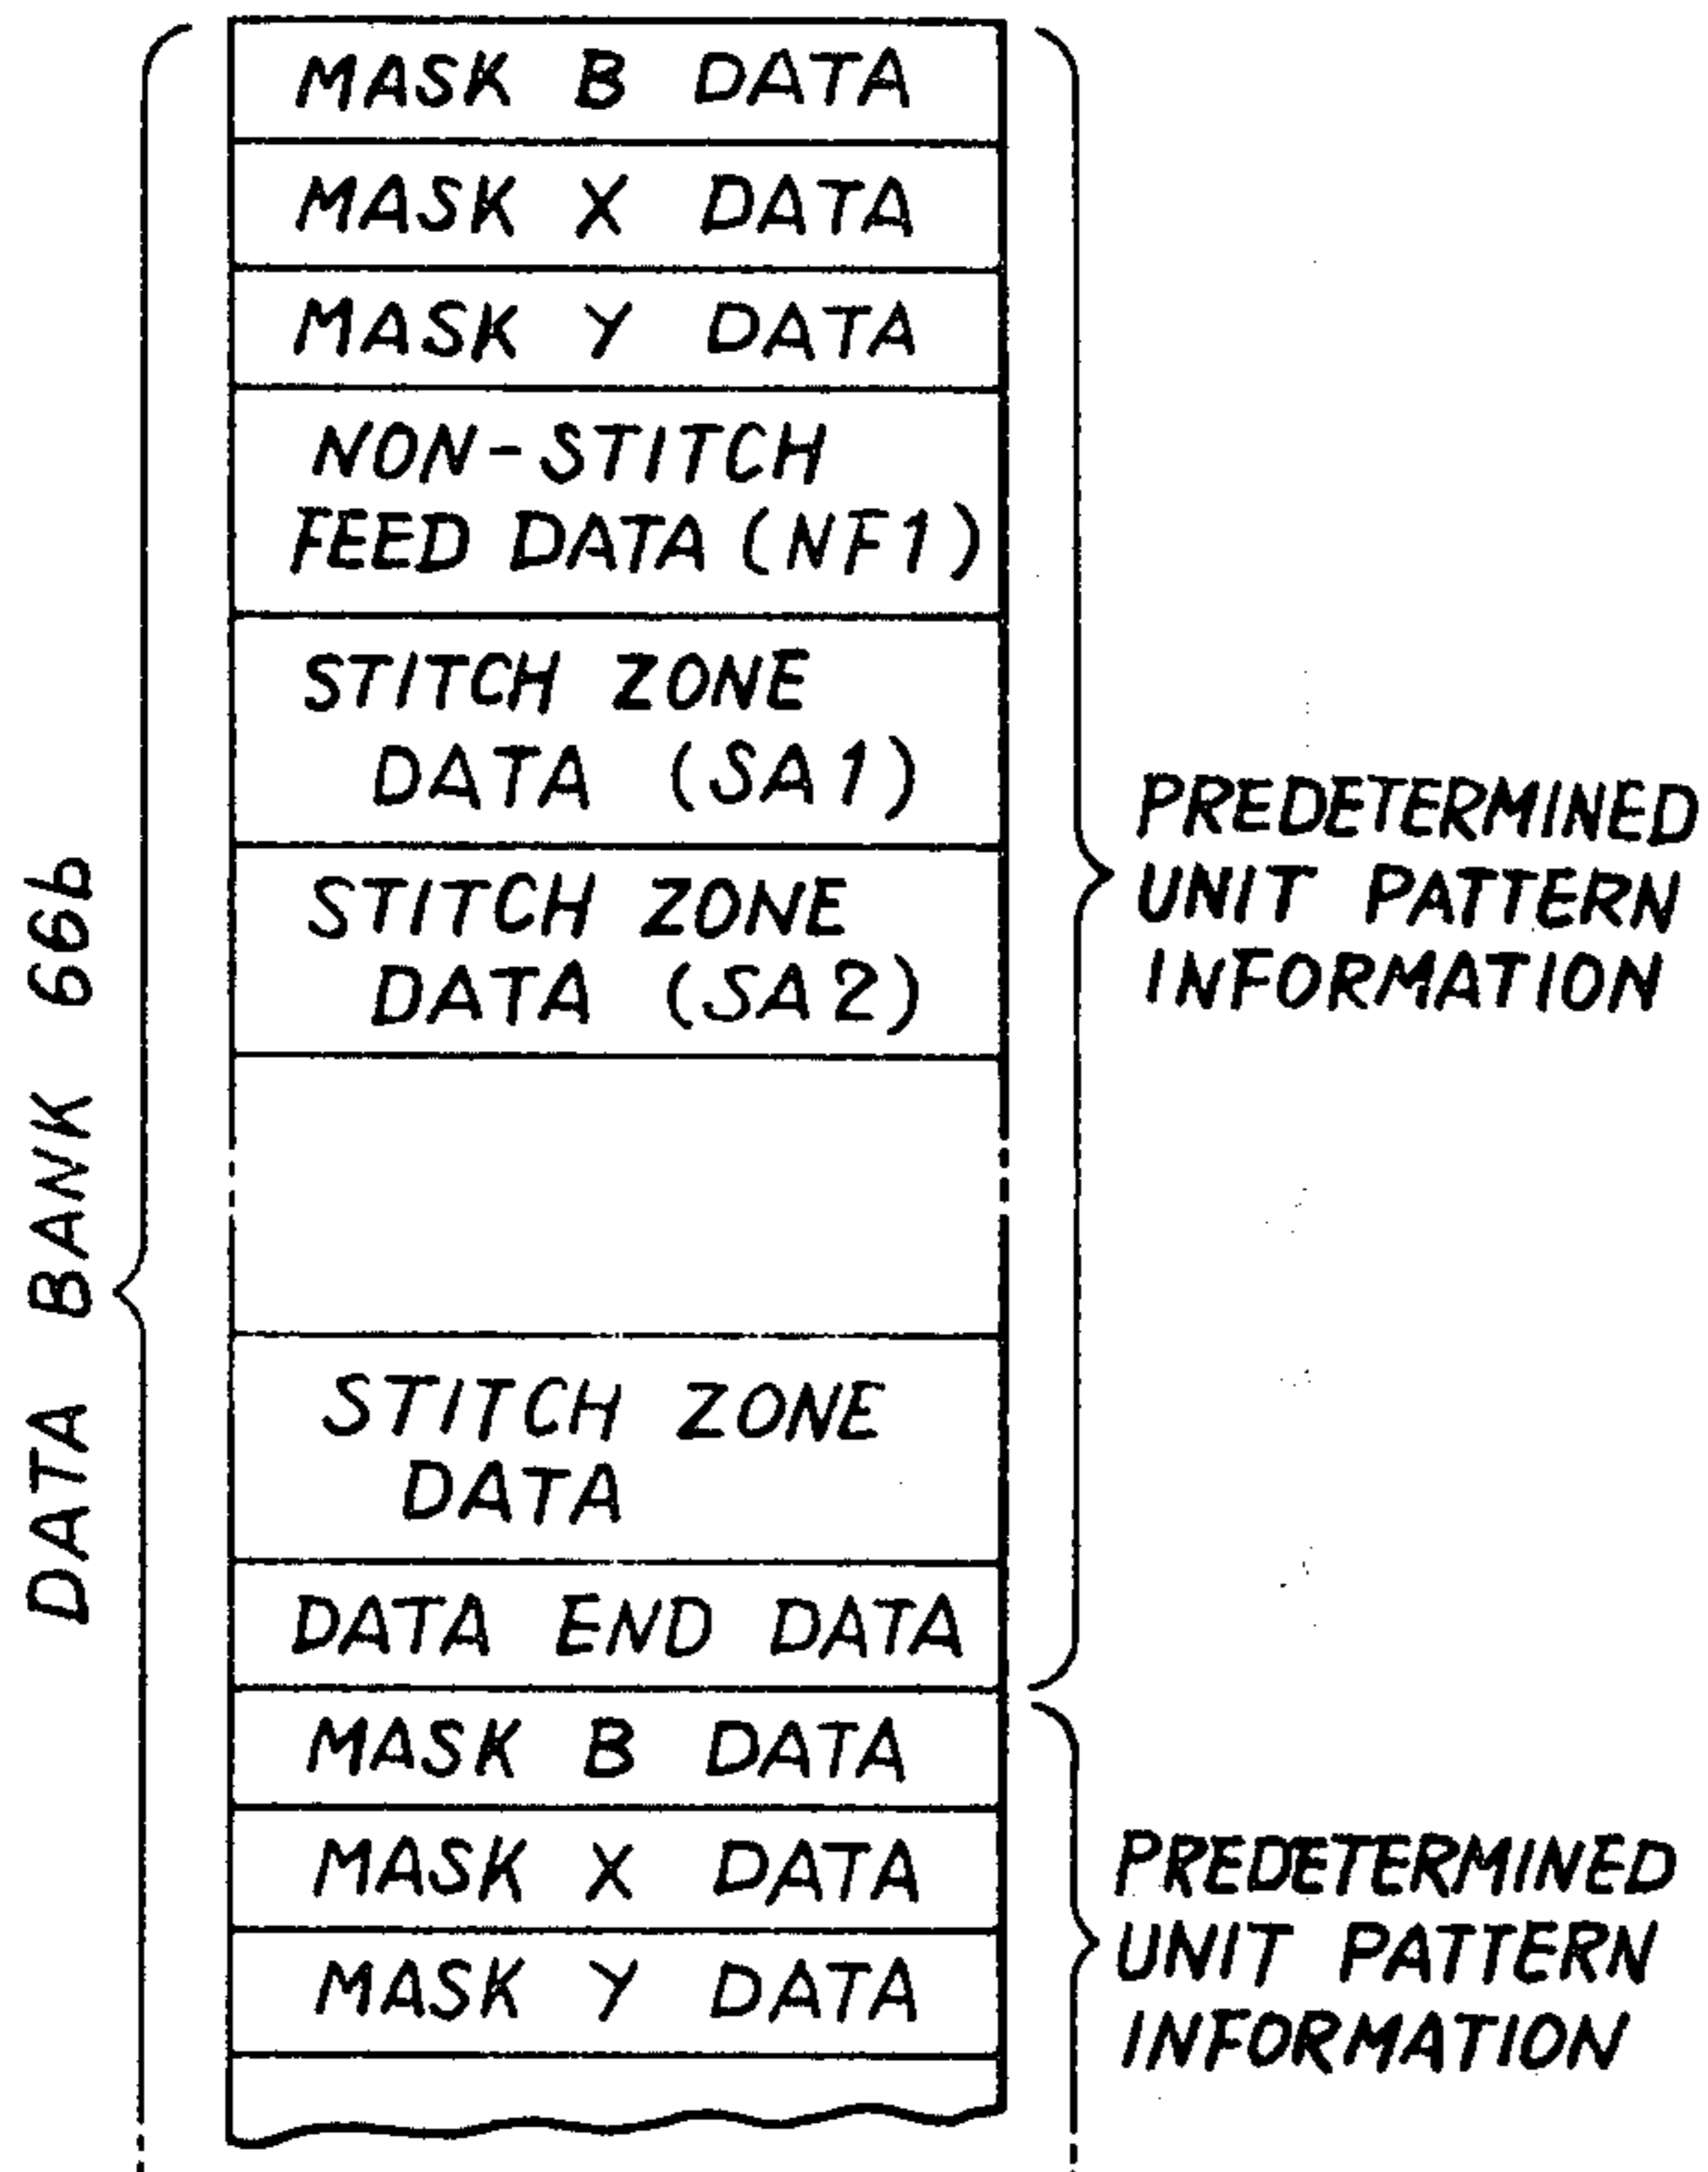 DATA BANK 66b
MASK B DATA
MASK X DATA
MASK Y DATA
NON-STITCH
FEED DATA (NF1)
STITCH ZONE
DATA (SA1)
STITCH ZONE
DATA (SA2)
STITCH ZONE
DATA
DATA END DATA
PREDETERMINED
UNIT PATTERN
INFORMATION
MASK B DATA
MASK X DATA
MASK Y DATA
PREDETERMINED
UNIT PATTERN
INFORMATION